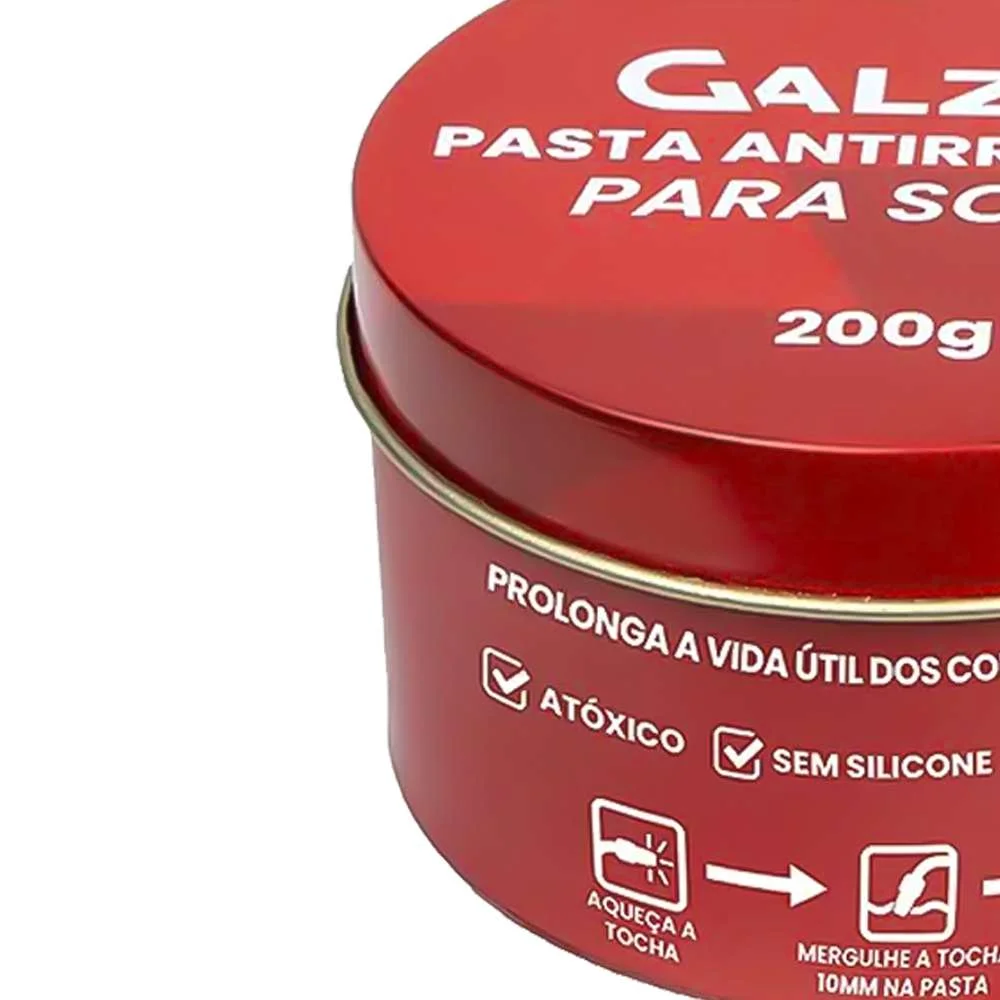 GALZ
PASTA ANTIRR
PARA SO
200g
PROLONGA A VIDA ÚTIL DOS CO
ATÓXICO
SEM SILICONE
AQUEÇA A
TOCHA
MERGULHE A TOCHA
10MM NA PASTA